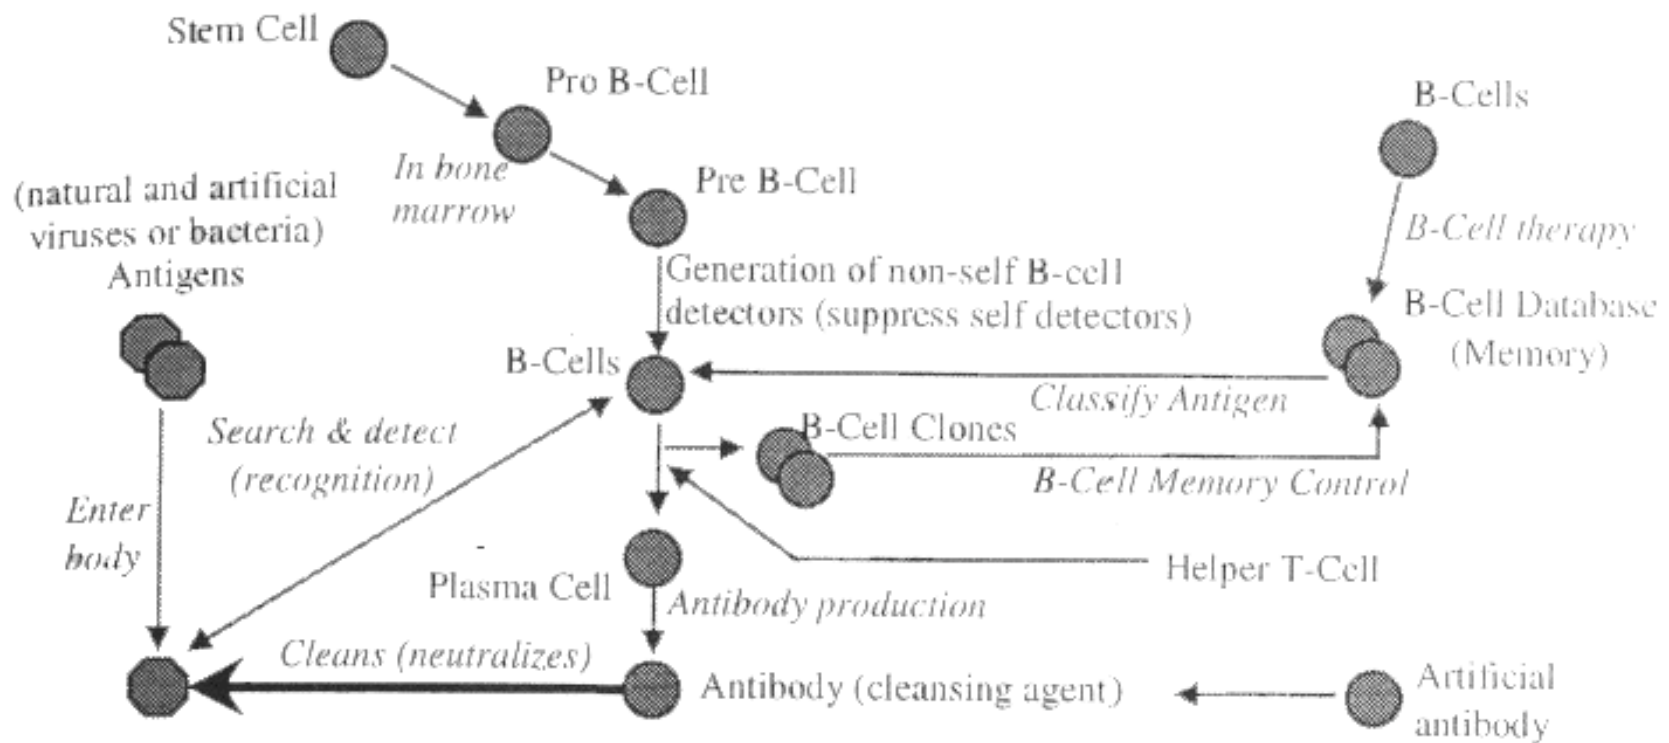 Stem Cell
Pro B-Cell
B-Cells
In bone
marrow
Pre B-Cell
(natural and artificial
viruses or bacteria)
Antigens
B-Cell therapy
Generation of non-self B-cell
detectors (suppress self detectors)
B-Cell Database
(Memory)
B-Cells
Classify Antigen
Search & detect
(recognition)
B-Cell Clones
B-Cell Memory Control
Enter
body
Helper T-Cell
Plasma Cell
Antibody production
Cleans (neutralizes)
Antibody (cleansing agent)
Artificial
antibody